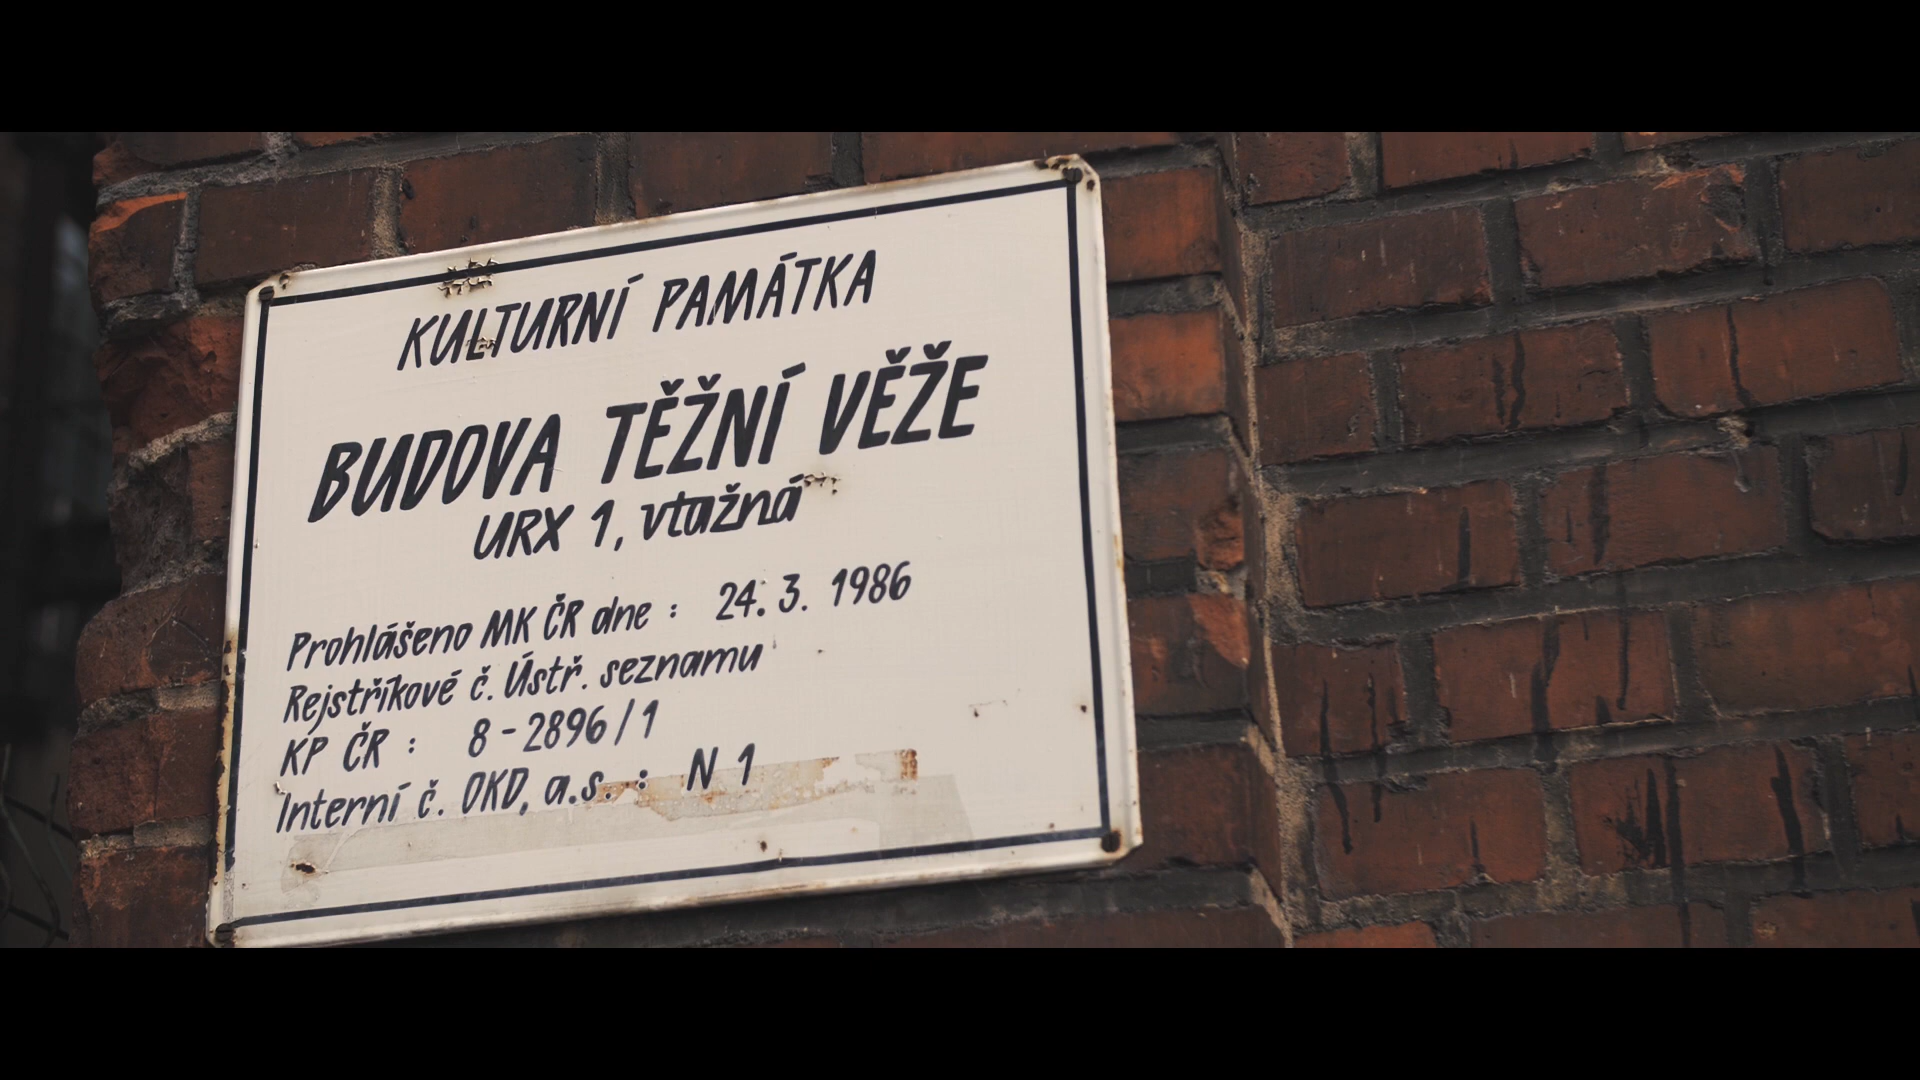 KULTURNÍ PAMÁTKA
BUDOVA TĚŽNÍ VĚŽE
URX 1, vtažná
Prohlášeno MK ČR dne : 24. 3. 1986
Rejstříkové č. Ústř. seznamu
KP ČR : 8-2896/1
Interní č. OKD, a.s. : N 1